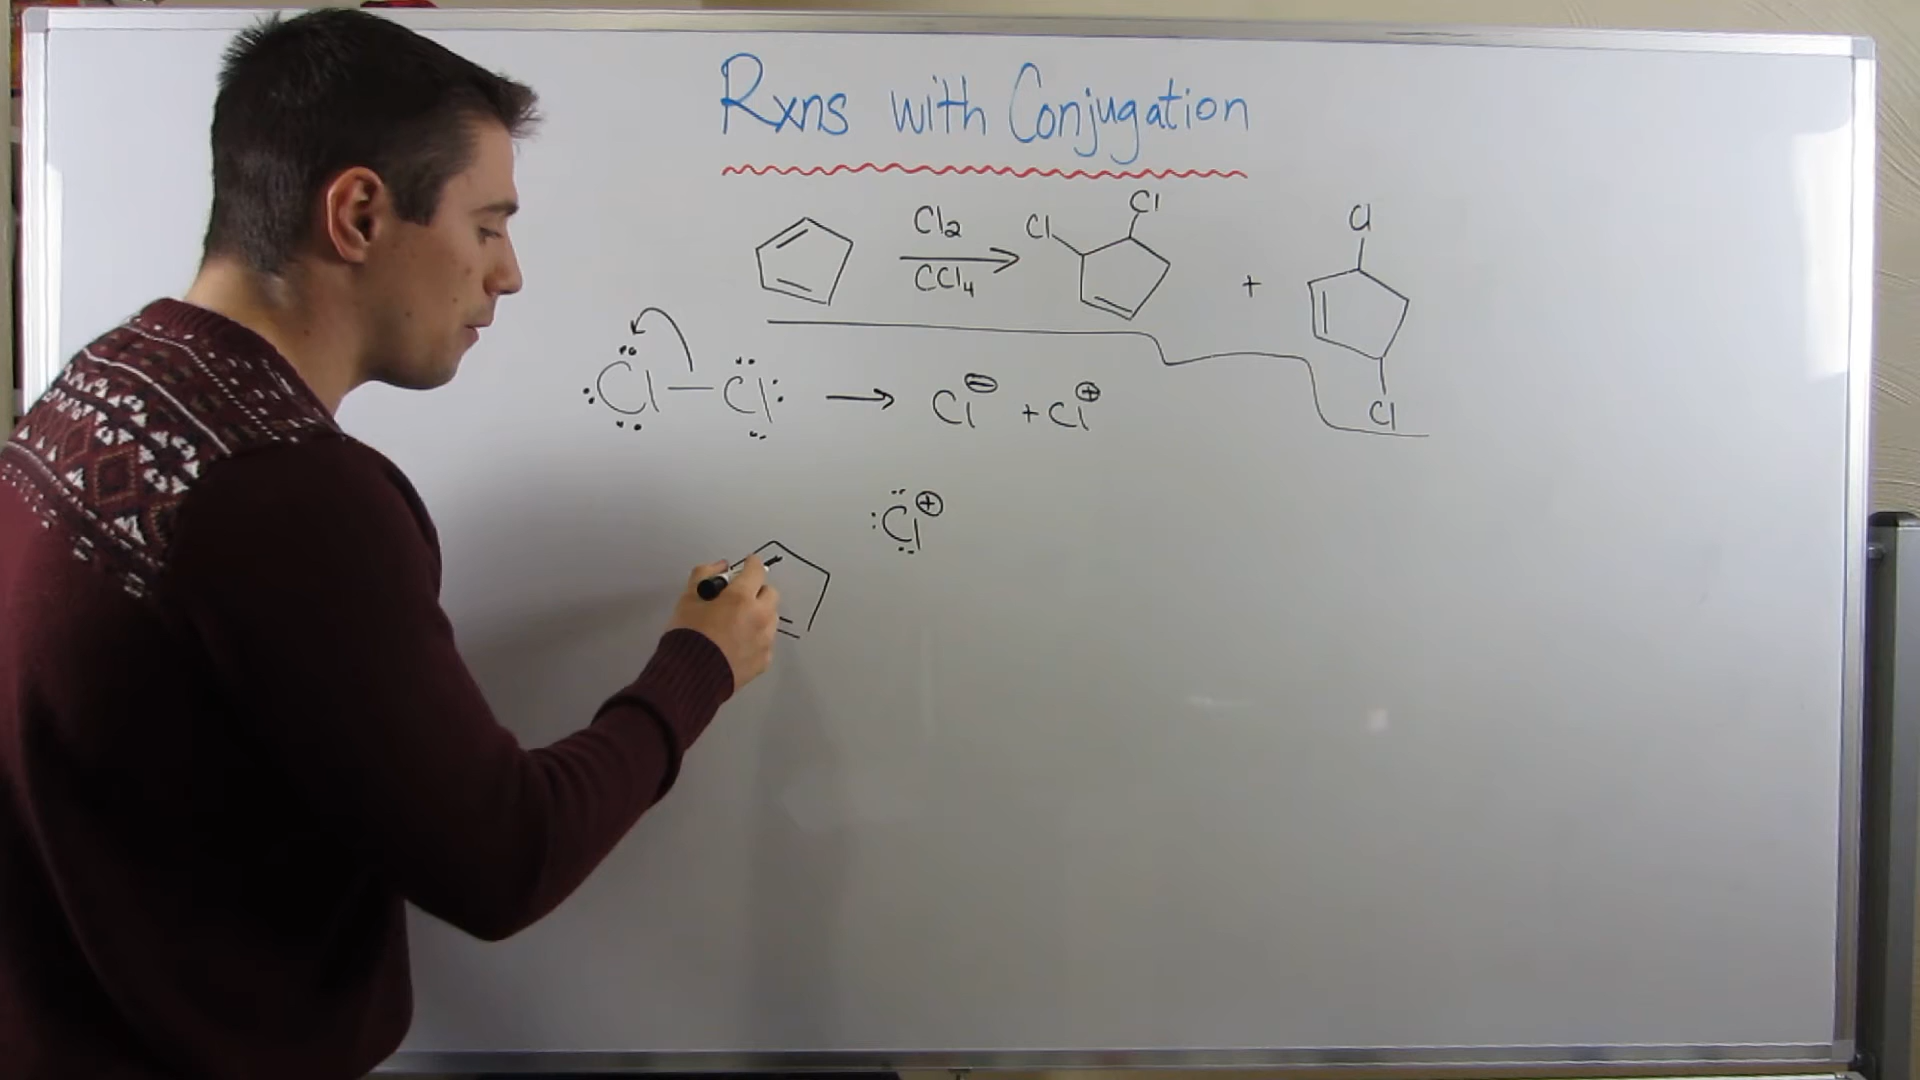 Rxns with Conjugation
Cl₂
CCl₄
Cl
Cl
+
Cl
Cl
:Cl — Cl: → Cl⊖ + Cl⊕
:Cl⊕